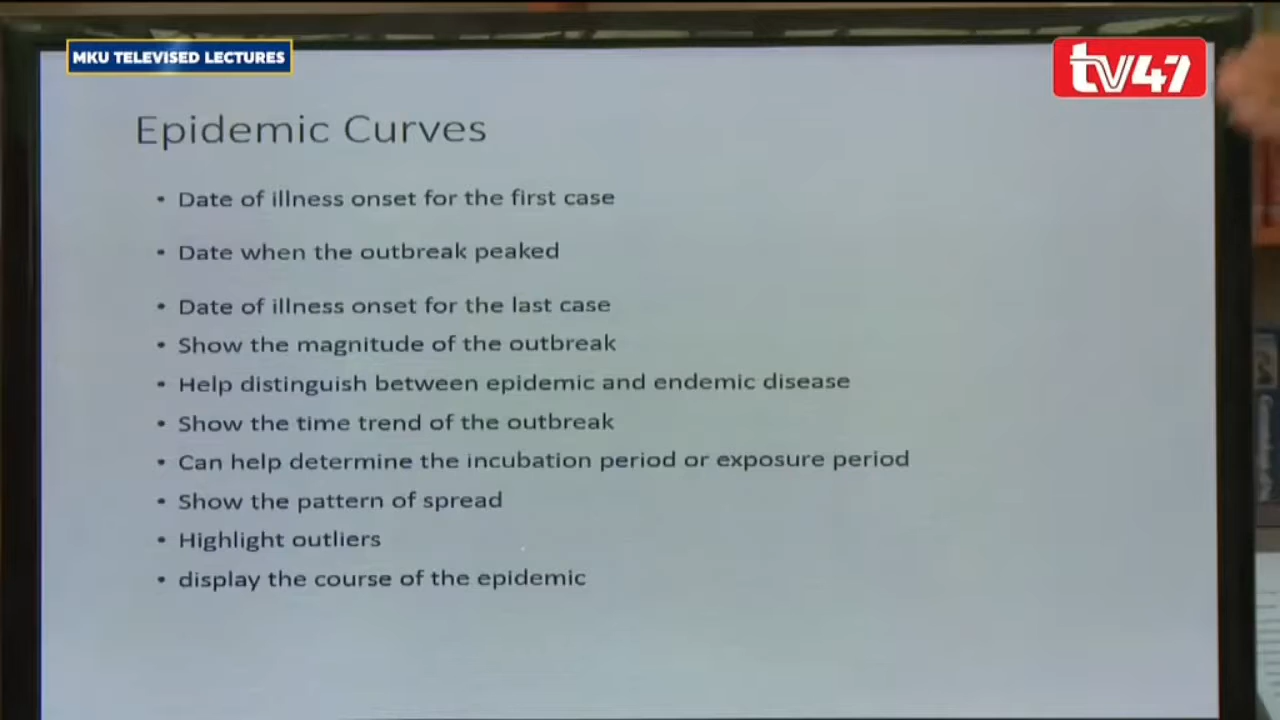 MKU TELEVISED LECTURES
tv47
Epidemic Curves
• Date of illness onset for the first case
• Date when the outbreak peaked
• Date of illness onset for the last case
• Show the magnitude of the outbreak
• Help distinguish between epidemic and endemic disease
• Show the time trend of the outbreak
• Can help determine the incubation period or exposure period
• Show the pattern of spread
• Highlight outliers
• display the course of the epidemic